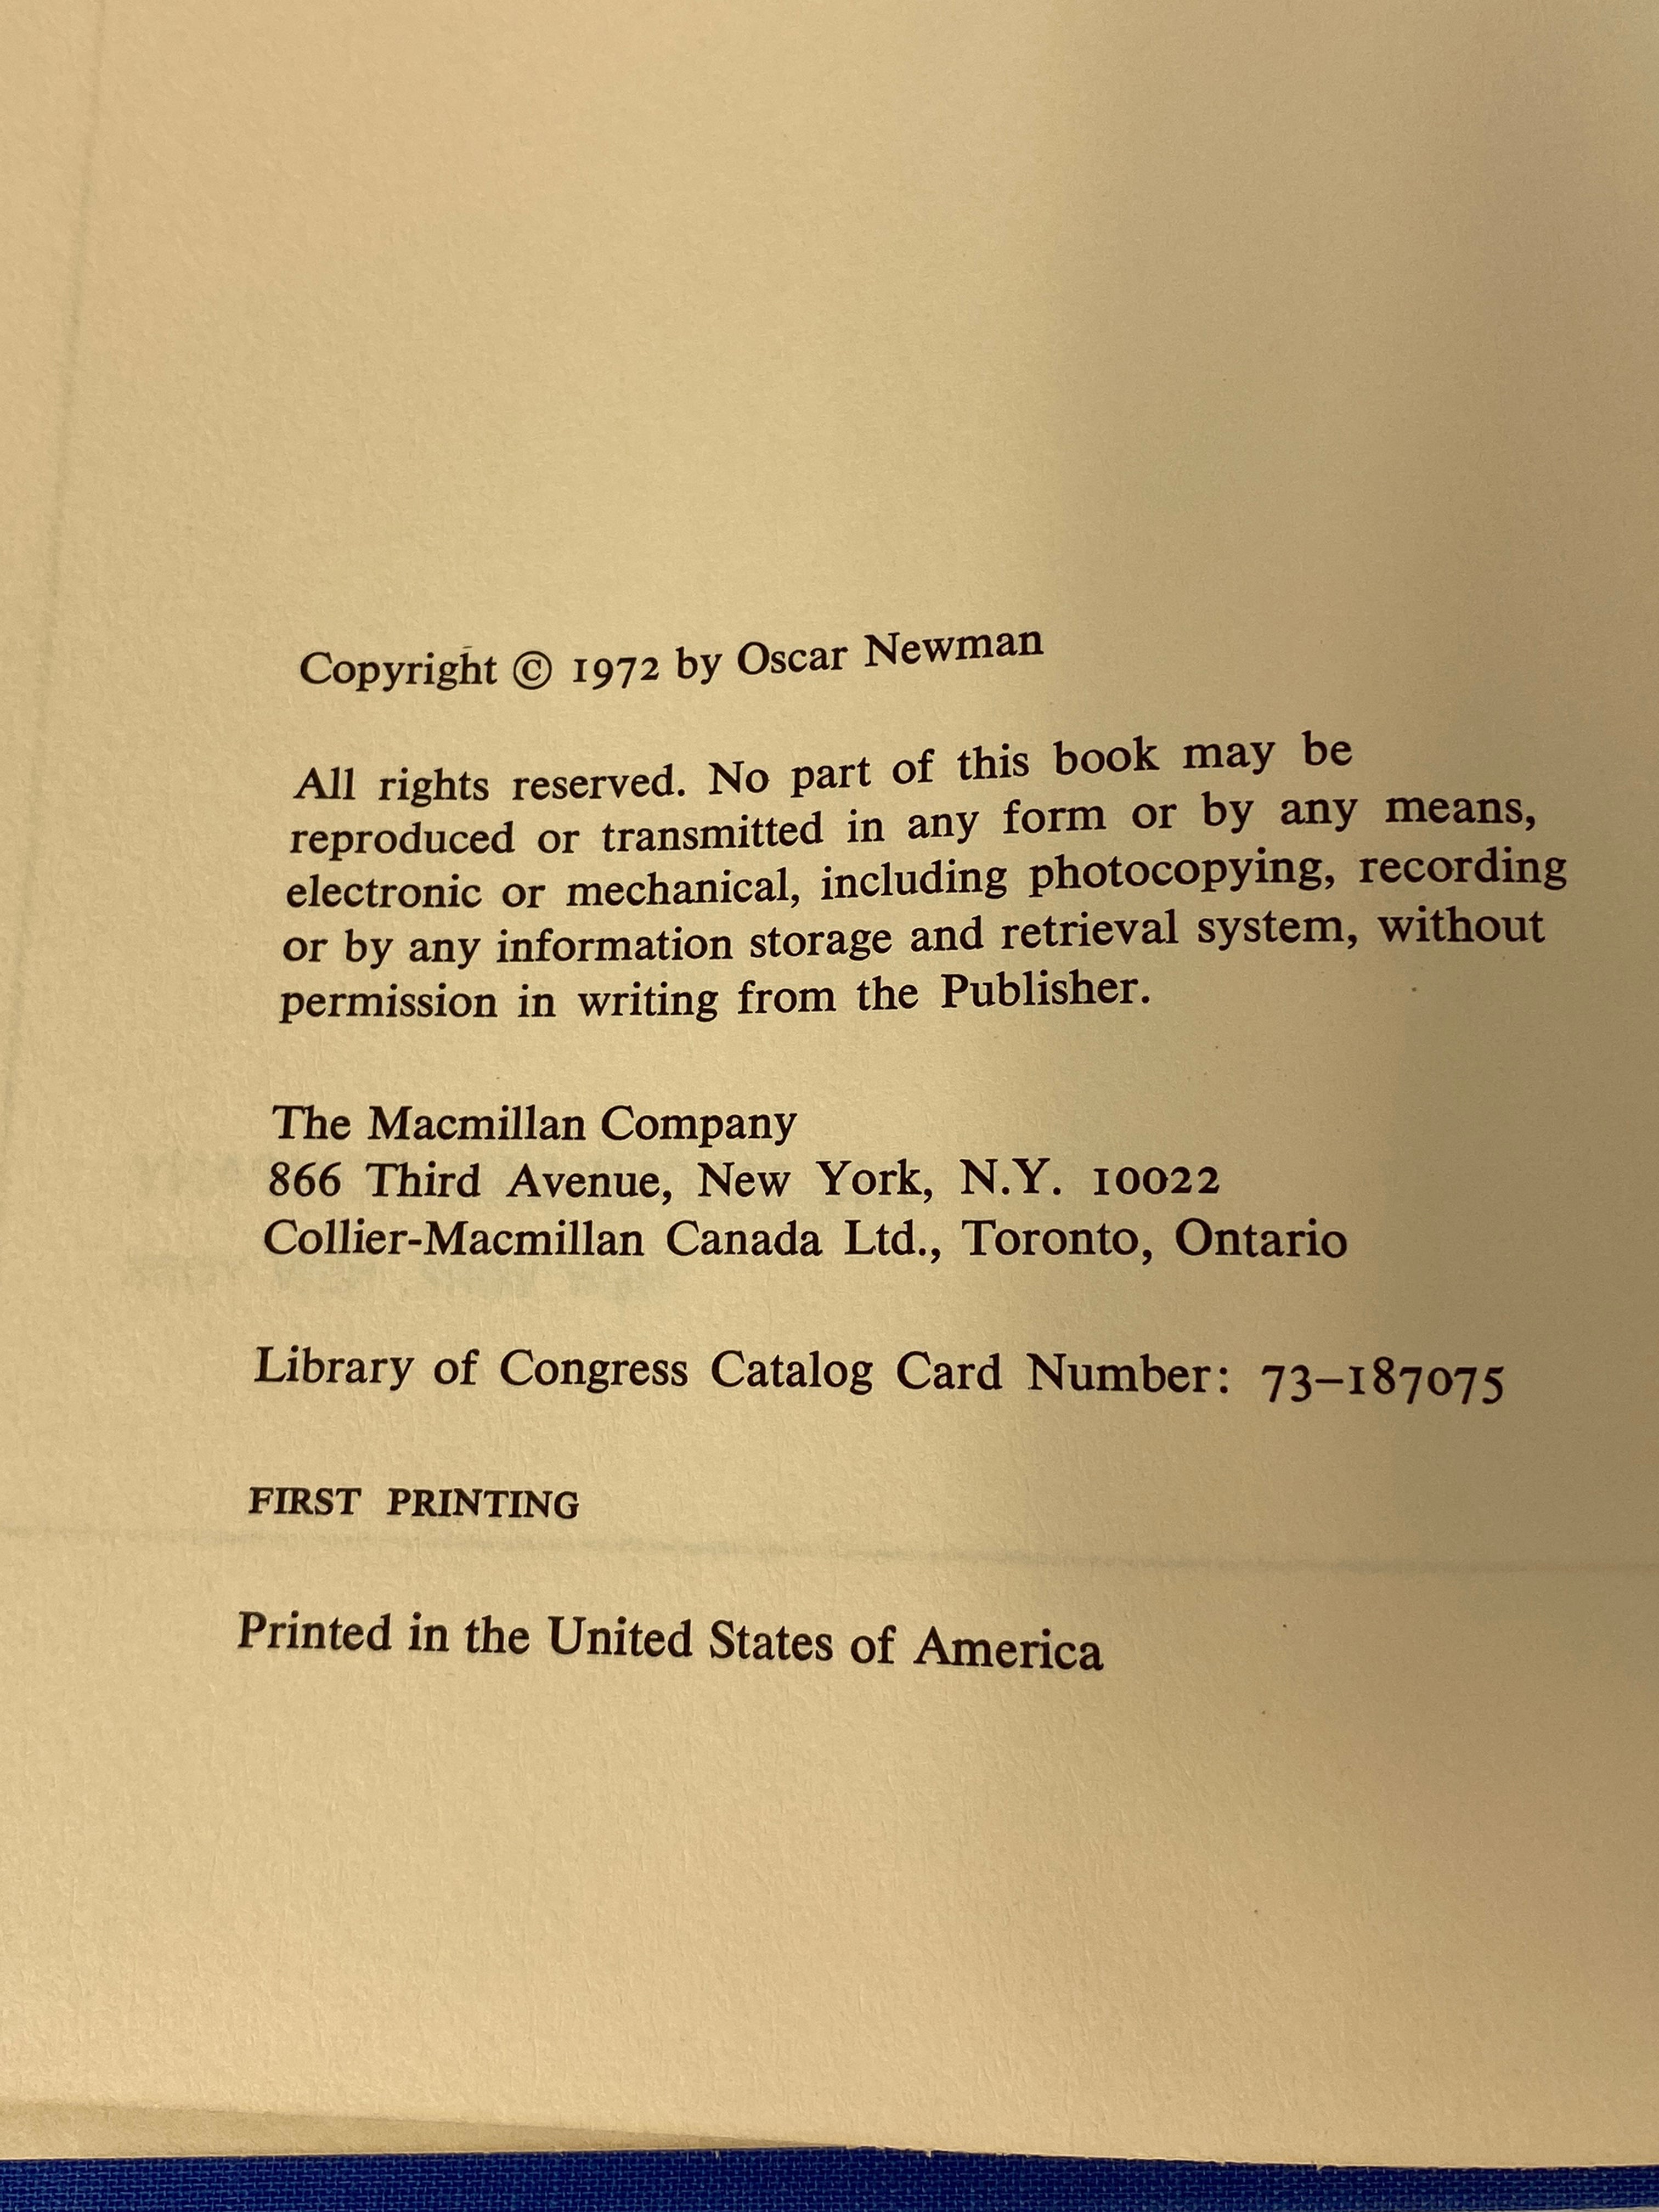 Copyright © 1972 by Oscar Newman
All rights reserved. No part of this book may be
reproduced or transmitted in any form or by any means,
electronic or mechanical, including photocopying, recording
or by any information storage and retrieval system, without
permission in writing from the Publisher.
The Macmillan Company
866 Third Avenue, New York, N.Y. 10022
Collier-Macmillan Canada Ltd., Toronto, Ontario
Library of Congress Catalog Card Number: 73–187075
FIRST PRINTING
Printed in the United States of America